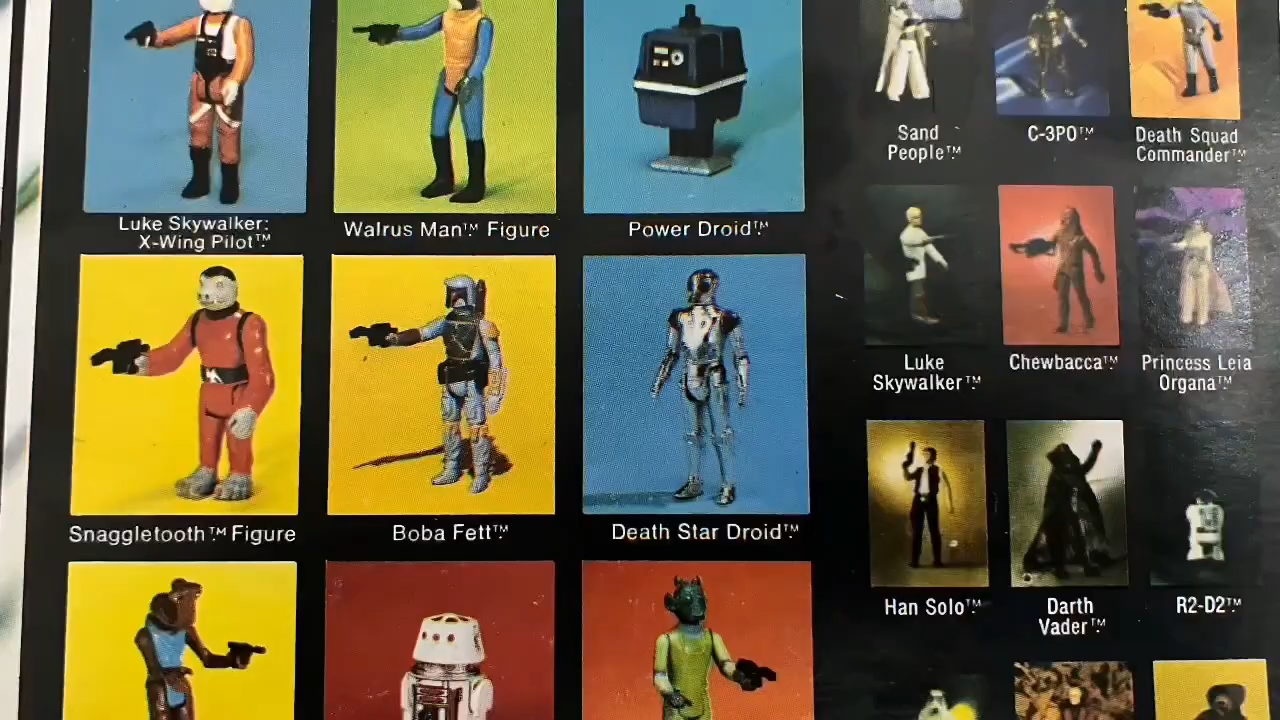 Luke Skywalker:
X-Wing Pilot™
Walrus Man™ Figure
Power Droid™
Snaggletooth™ Figure
Boba Fett™
Death Star Droid™
Sand
People™
C-3PO™
Death Squad
Commander™
Luke
Skywalker™
Chewbacca™
Princess Leia
Organa™
Han Solo™
Darth
Vader™
R2-D2™